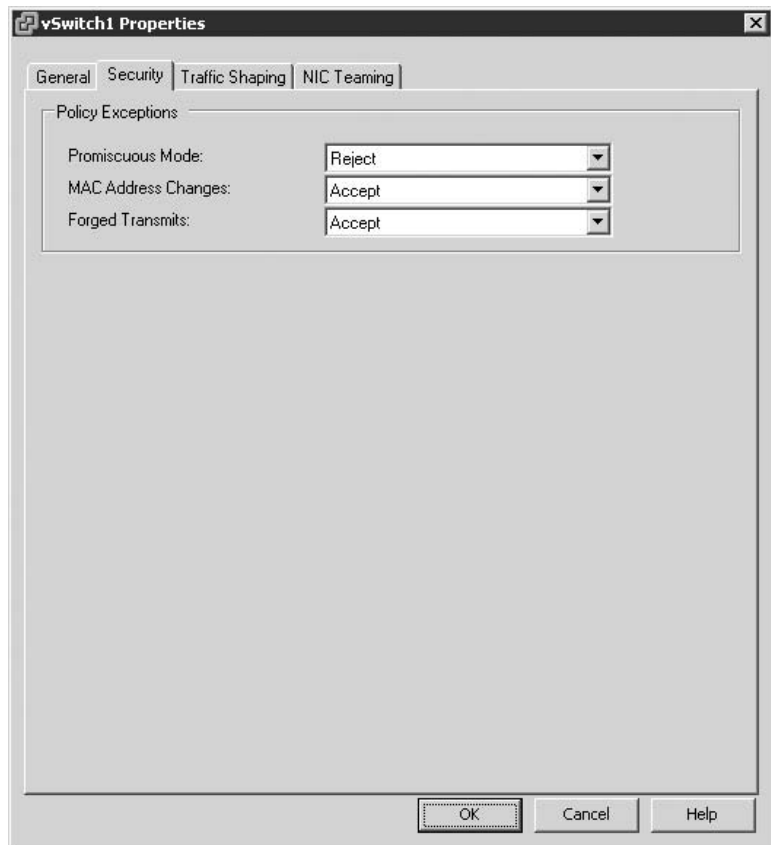 vSwitch1 Properties
General Security Traffic Shaping NIC Teaming
Policy Exceptions
Promiscuous Mode: Reject
MAC Address Changes: Accept
Forged Transmits: Accept
OK Cancel Help